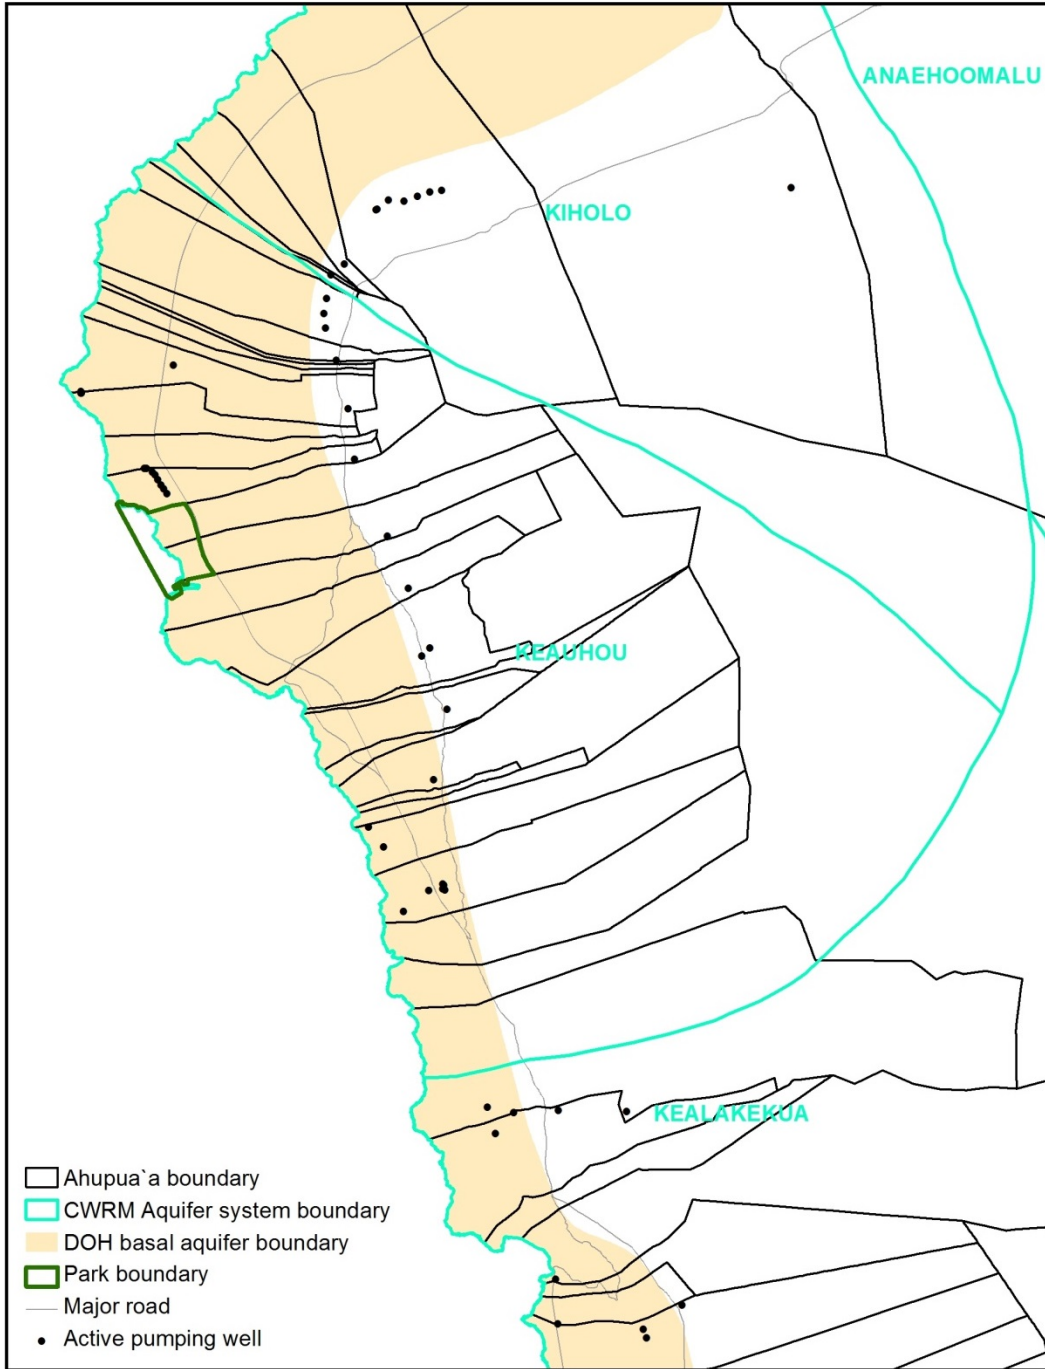 ANAEHOOMALU
KIHOLO
KEAUHOU
KEALAKEKUA
Ahupua`a boundary
CWRM Aquifer system boundary
DOH basal aquifer boundary
Park boundary
Major road
Active pumping well